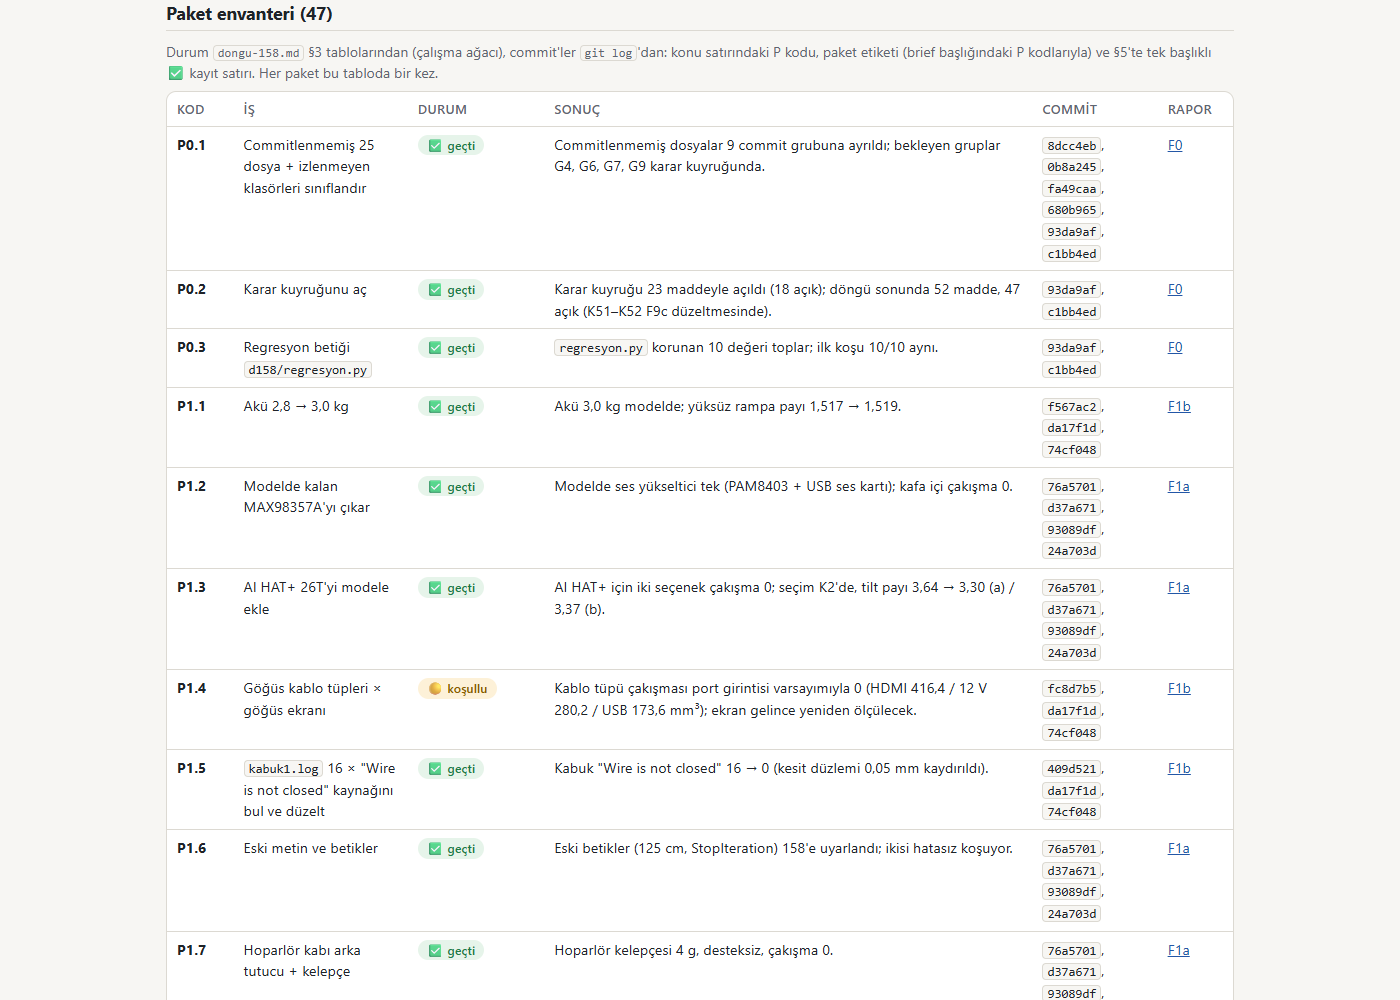 Paket envanteri (47)
Durum dongu-158.md §3 tablolarından (çalışma ağacı), commit'ler git log'dan: konu satırındaki P kodu, paket etiketi (brief başlığındaki P kodlarıyla) ve §5'te tek başlıklı
✅ kayıt satırı. Her paket bu tabloda bir kez.
KOD İŞ DURUM SONUÇ COMMİT RAPOR
P0.1 Commitlenmemiş 25 ✅ geçti Commitlenmemiş dosyalar 9 commit grubuna ayrıldı; bekleyen gruplar 8dcc4eb, F0
dosya + izlenmeyen G4, G6, G7, G9 karar kuyruğunda. 0b8a245,
klasörleri sınıflandır fa49caa,
680b965,
93da9af,
c1bb4ed
P0.2 Karar kuyruğunu aç ✅ geçti Karar kuyruğu 23 maddeyle açıldı (18 açık); döngü sonunda 52 madde, 47 93da9af, F0
açık (K51–K52 F9c düzeltmesinde). c1bb4ed
P0.3 Regresyon betiği ✅ geçti regresyon.py korunan 10 değeri toplar; ilk koşu 10/10 aynı. 93da9af, F0
d158/regresyon.py c1bb4ed
P1.1 Akü 2,8 → 3,0 kg ✅ geçti Akü 3,0 kg modelde; yüksüz rampa payı 1,517 → 1,519. f567ac2, F1b
da17f1d,
74cf048
P1.2 Modelde kalan ✅ geçti Modelde ses yükseltici tek (PAM8403 + USB ses kartı); kafa içi çakışma 0. 76a5701, F1a
MAX98357A'yı çıkar d37a671,
93089df,
24a703d
P1.3 AI HAT+ 26T'yi modele ✅ geçti AI HAT+ için iki seçenek çakışma 0; seçim K2'de, tilt payı 3,64 → 3,30 (a) / 76a5701, F1a
ekle 3,37 (b). d37a671,
93089df,
24a703d
P1.4 Göğüs kablo tüpleri × 🟡 koşullu Kablo tüpü çakışması port girintisi varsayımıyla 0 (HDMI 416,4 / 12 V fc8d7b5, F1b
göğüs ekranı 280,2 / USB 173,6 mm³); ekran gelince yeniden ölçülecek. da17f1d,
74cf048
P1.5 kabuk1.log 16 × "Wire ✅ geçti Kabuk "Wire is not closed" 16 → 0 (kesit düzlemi 0,05 mm kaydırıldı). 409d521, F1b
is not closed" kaynağını da17f1d,
bul ve düzelt 74cf048
P1.6 Eski metin ve betikler ✅ geçti Eski betikler (125 cm, StopIteration) 158'e uyarlandı; ikisi hatasız koşuyor. 76a5701, F1a
d37a671,
93089df,
24a703d
P1.7 Hoparlör kabı arka ✅ geçti Hoparlör kelepçesi 4 g, desteksiz, çakışma 0. 76a5701, F1a
tutucu + kelepçe d37a671,
93089df,